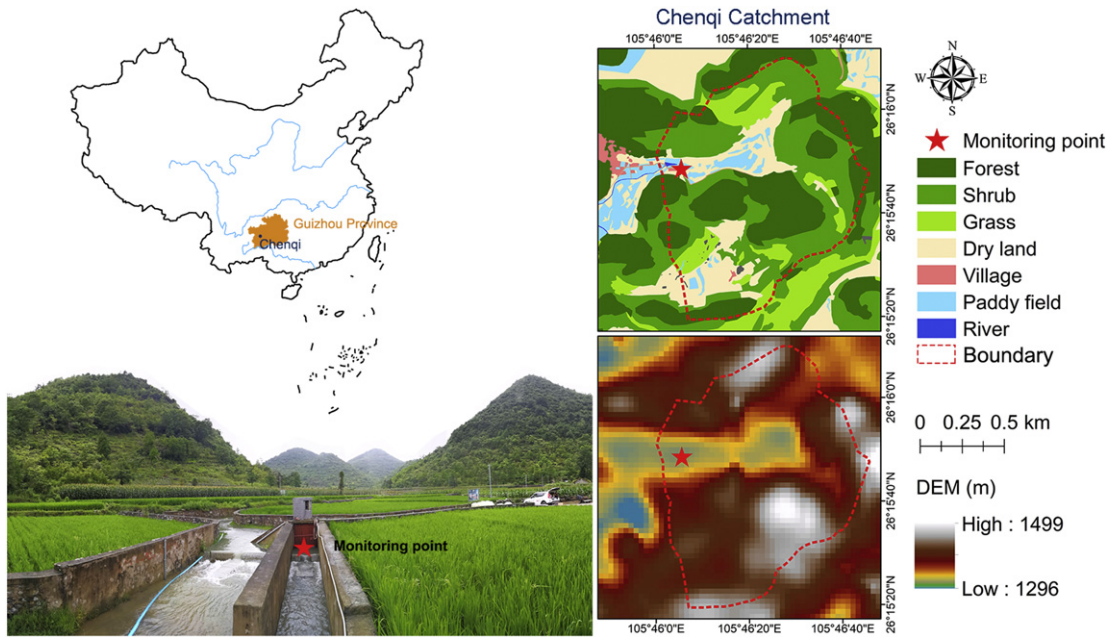 Chenqi Catchment
105°46'0"E
105°46'20"E
105°46'40"E
26°16'0"N
26°15'40"N
26°15'20"N
Guizhou Province
Chenqi
Monitoring point
N
W
E
S
Monitoring point
Forest
Shrub
Grass
Dry land
Village
Paddy field
River
Boundary
0 0.25 0.5 km
DEM (m)
High : 1499
Low : 1296
26°16'0"N
26°15'40"N
26°15'20"N
105°46'0"E
105°46'20"E
105°46'40"E